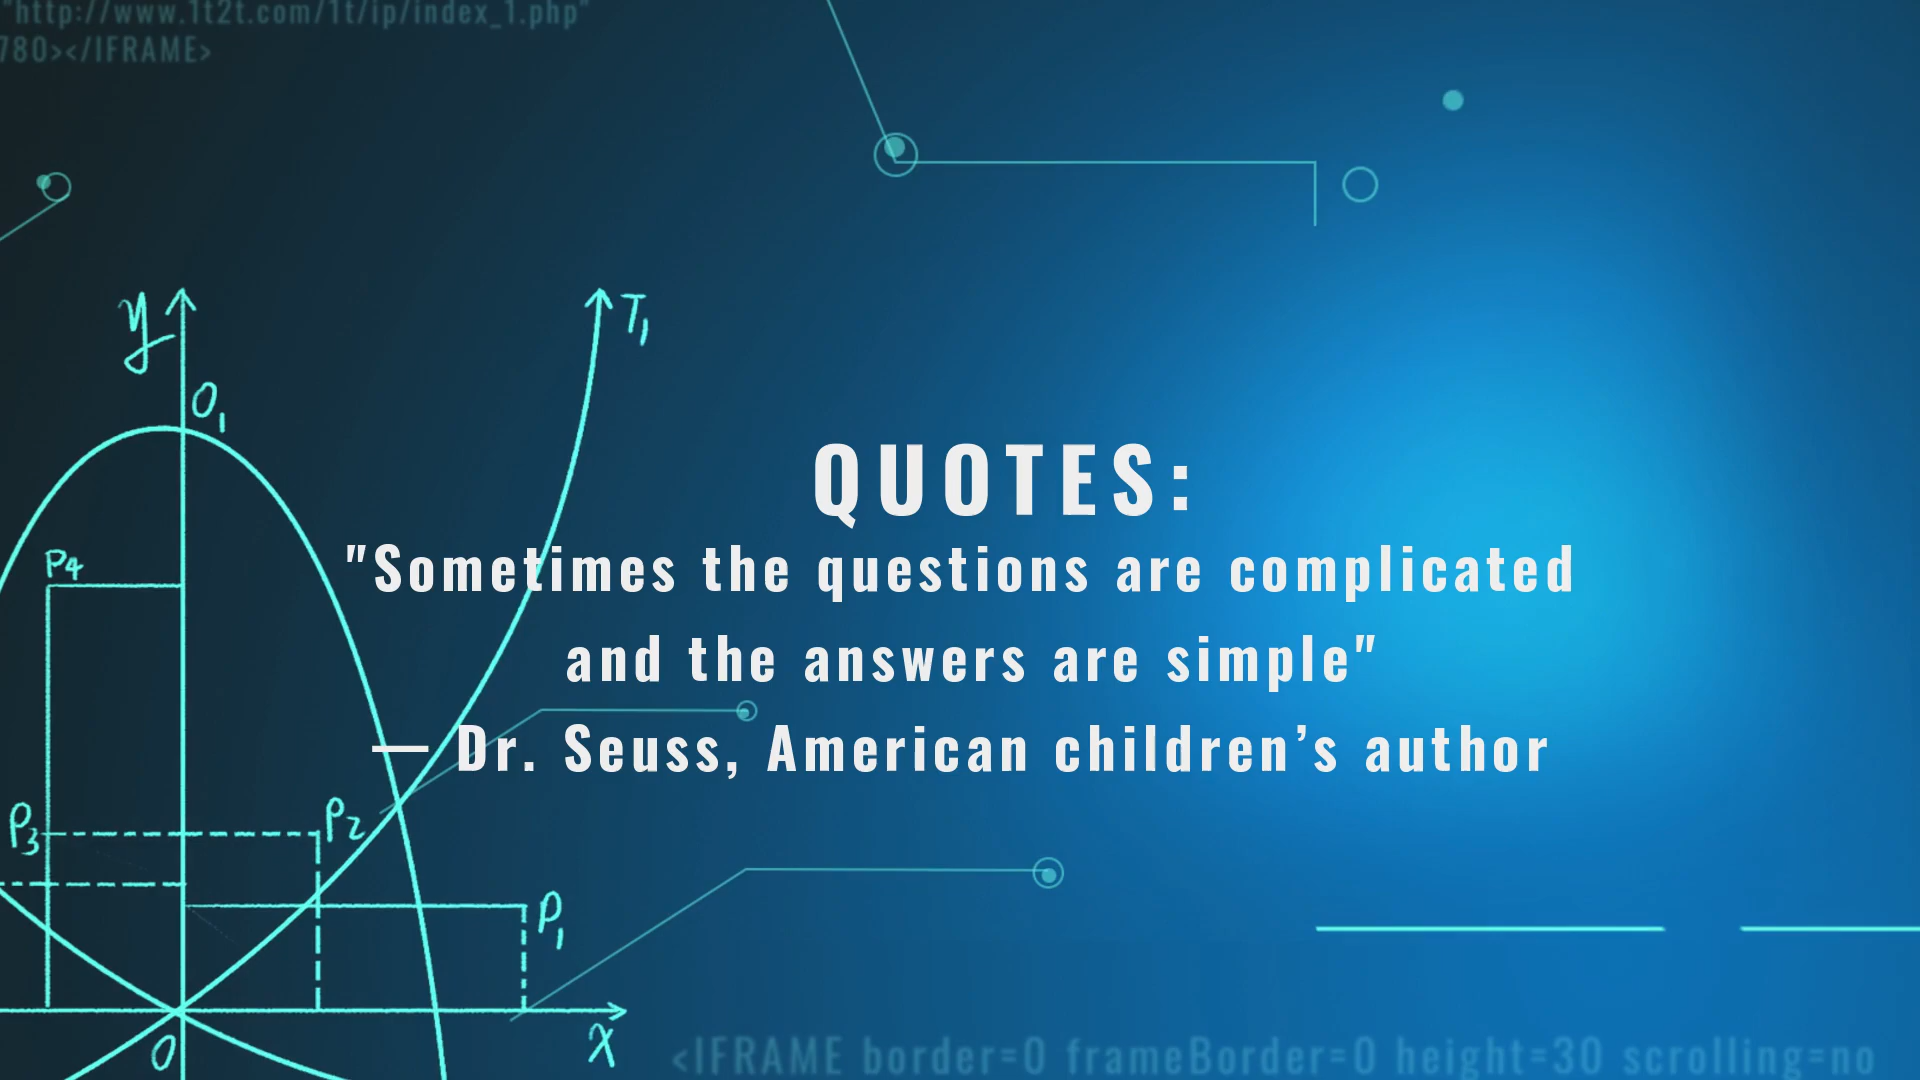 "http://www.1t2t.com/1t/ip/index_1.php"
780></IFRAME>
y
T1
O1
QUOTES:
P4
"Sometimes the questions are complicated
and the answers are simple"
— Dr. Seuss, American children’s author
P3
P2
P1
O
X
<IFRAME border=0 frameBorder=0 height=30 scrolling=no